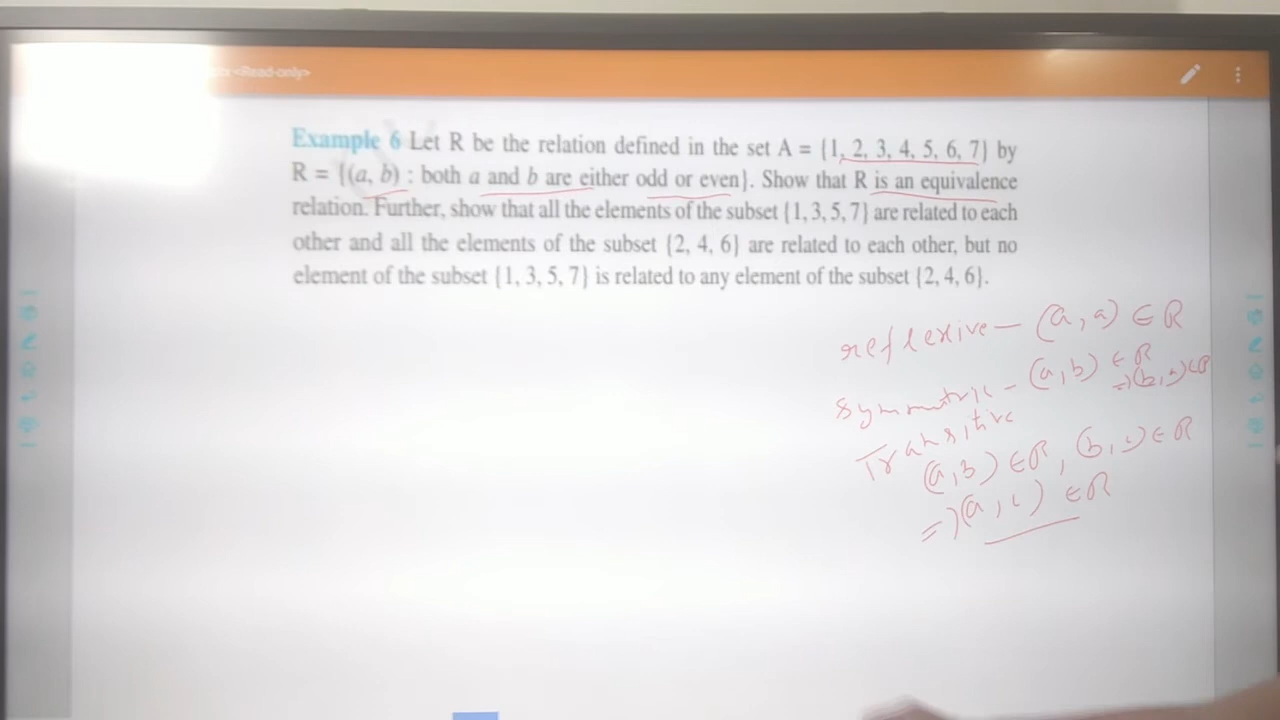 <Read-only>
Example 6 Let R be the relation defined in the set A = {1, 2, 3, 4, 5, 6, 7} by
R = {(a, b) : both a and b are either odd or even}. Show that R is an equivalence
relation. Further, show that all the elements of the subset {1, 3, 5, 7} are related to each
other and all the elements of the subset {2, 4, 6} are related to each other, but no
element of the subset {1, 3, 5, 7} is related to any element of the subset {2, 4, 6}.
reflexive — (a, a) ∈ R
symmetric - (a, b) ∈ R
Transitive
(a, b) ∈ R, (b, c) ∈ R
⇒ (a, c) ∈ R